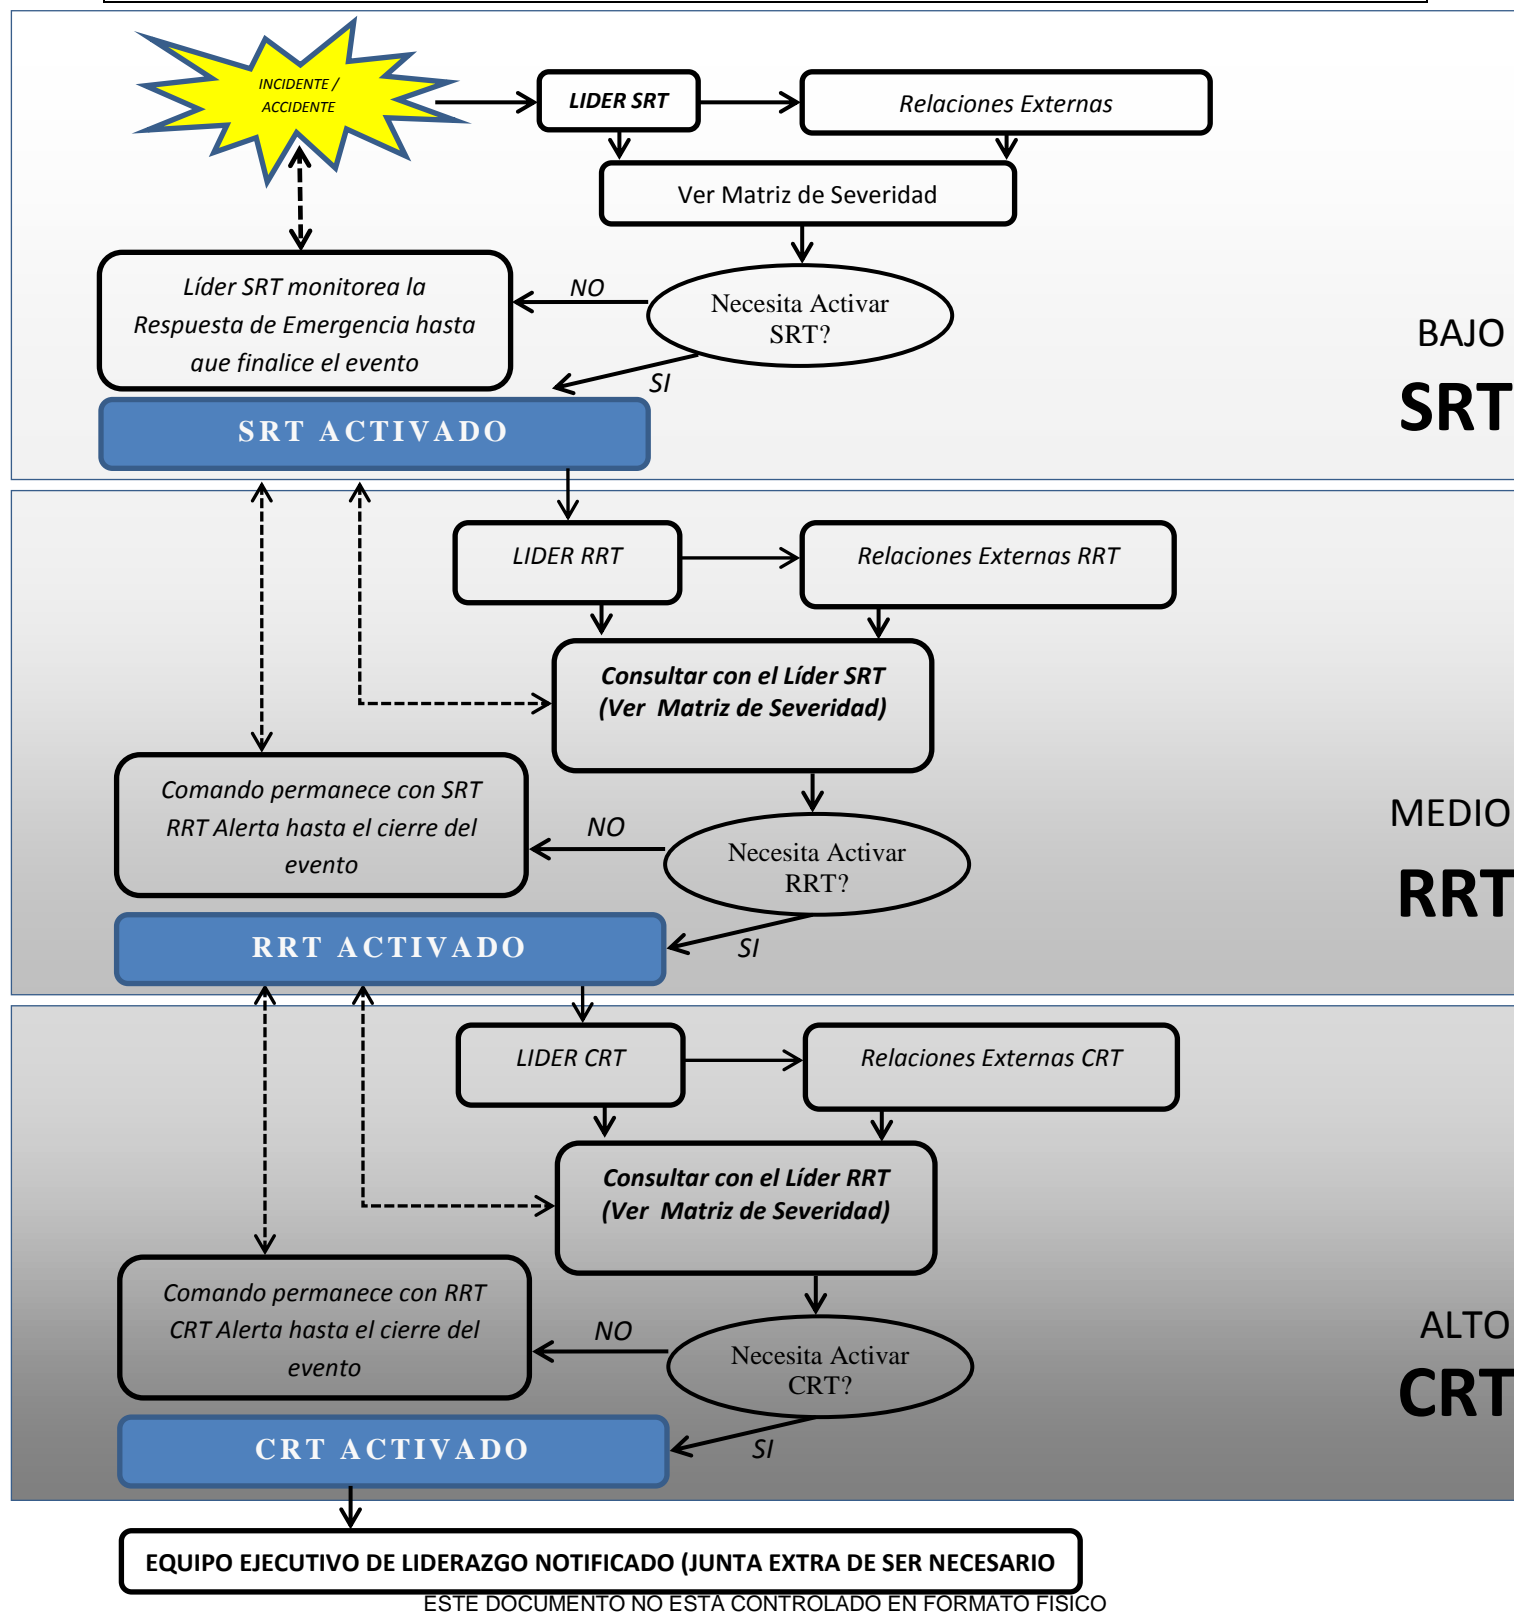 INCIDENTE /
ACCIDENTE
LIDER SRT
Relaciones Externas
Ver Matriz de Severidad
Líder SRT monitorea la
Respuesta de Emergencia hasta
que finalice el evento
NO
Necesita Activar
SRT?
SI
BAJO
SRT
SRT ACTIVADO
LIDER RRT
Relaciones Externas RRT
Consultar con el Líder SRT
(Ver Matriz de Severidad)
Comando permanece con SRT
RRT Alerta hasta el cierre del
evento
NO
Necesita Activar
RRT?
SI
MEDIO
RRT
RRT ACTIVADO
LIDER CRT
Relaciones Externas CRT
Consultar con el Líder RRT
(Ver Matriz de Severidad)
Comando permanece con RRT
CRT Alerta hasta el cierre del
evento
NO
Necesita Activar
CRT?
SI
ALTO
CRT
CRT ACTIVADO
EQUIPO EJECUTIVO DE LIDERAZGO NOTIFICADO (JUNTA EXTRA DE SER NECESARIO
ESTE DOCUMENTO NO ESTA CONTROLADO EN FORMATO FISICO